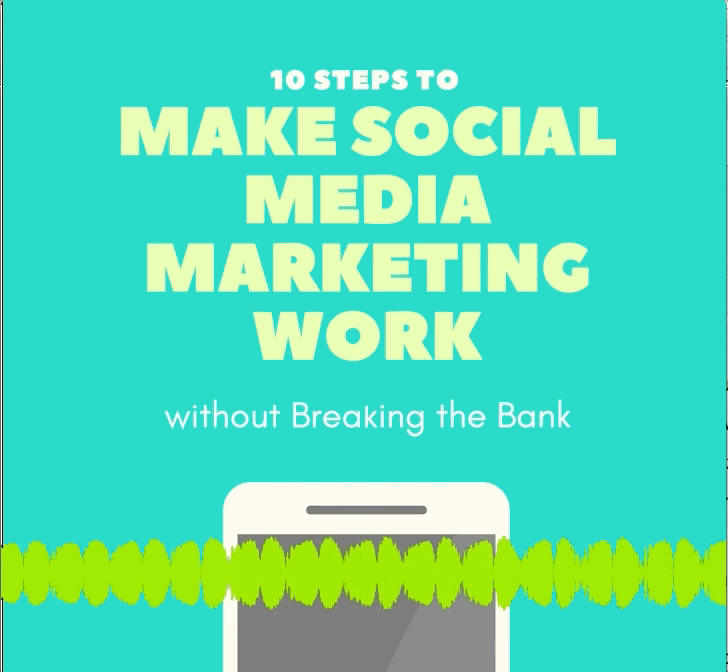 10 STEPS TO
MAKE SOCIAL
MEDIA
MARKETING
WORK
without Breaking the Bank